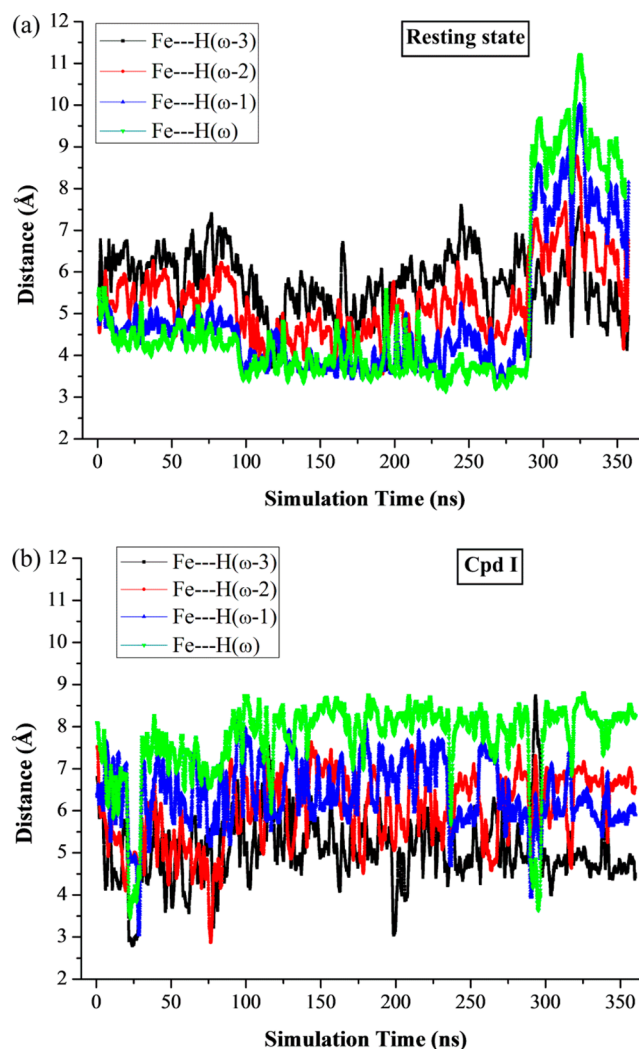 (a)
Fe---H(ω-3)
Fe---H(ω-2)
Fe---H(ω-1)
Fe---H(ω)
Resting state
12
11
10
9
8
7
6
5
4
3
2
Distance (Å)
0 50 100 150 200 250 300 350
Simulation Time (ns)
(b)
Fe---H(ω-3)
Fe---H(ω-2)
Fe---H(ω-1)
Fe---H(ω)
Cpd I
12
11
10
9
8
7
6
5
4
3
2
Distance (Å)
0 50 100 150 200 250 300 350
Simulation Time (ns)